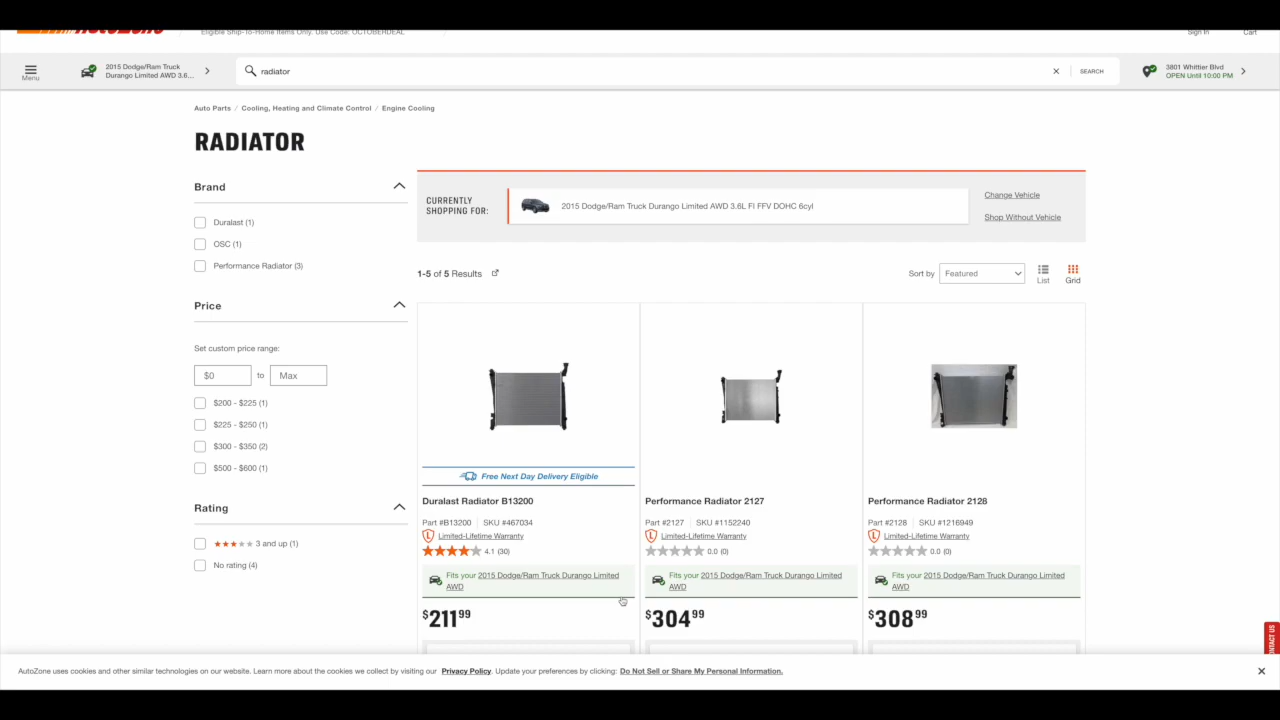 AutoZone
Eligible Ship-To-Home Items Only. Use Code: OCTOBERDEAL
Sign In
Cart
Menu
2015 Dodge/Ram Truck
Durango Limited AWD 3.6...
radiator
SEARCH
3801 Whittier Blvd
OPEN Until 10:00 PM
Auto Parts / Cooling, Heating and Climate Control / Engine Cooling
RADIATOR
Brand
Duralast (1)
OSC (1)
Performance Radiator (3)
Price
Set custom price range:
$0 to Max
$200 - $225 (1)
$225 - $250 (1)
$300 - $350 (2)
$500 - $600 (1)
Rating
3 and up (1)
No rating (4)
CURRENTLY
SHOPPING FOR:
2015 Dodge/Ram Truck Durango Limited AWD 3.6L FI FFV DOHC 6cyl
Change Vehicle
Shop Without Vehicle
1-5 of 5 Results
Sort by Featured
List
Grid
Free Next Day Delivery Eligible
Duralast Radiator B13200
Part #B13200 | SKU #467034
Limited-Lifetime Warranty
4.1 (30)
Fits your 2015 Dodge/Ram Truck Durango Limited
AWD
$211 99
Performance Radiator 2127
Part #2127 | SKU #1152240
Limited-Lifetime Warranty
0.0 (0)
Fits your 2015 Dodge/Ram Truck Durango Limited
AWD
$304 99
Performance Radiator 2128
Part #2128 | SKU #1216949
Limited-Lifetime Warranty
0.0 (0)
Fits your 2015 Dodge/Ram Truck Durango Limited
AWD
$308 99
CONTACT US
AutoZone uses cookies and other similar technologies on our website. Learn more about the cookies we collect by visiting our Privacy Policy. Update your preferences by clicking: Do Not Sell or Share My Personal Information.